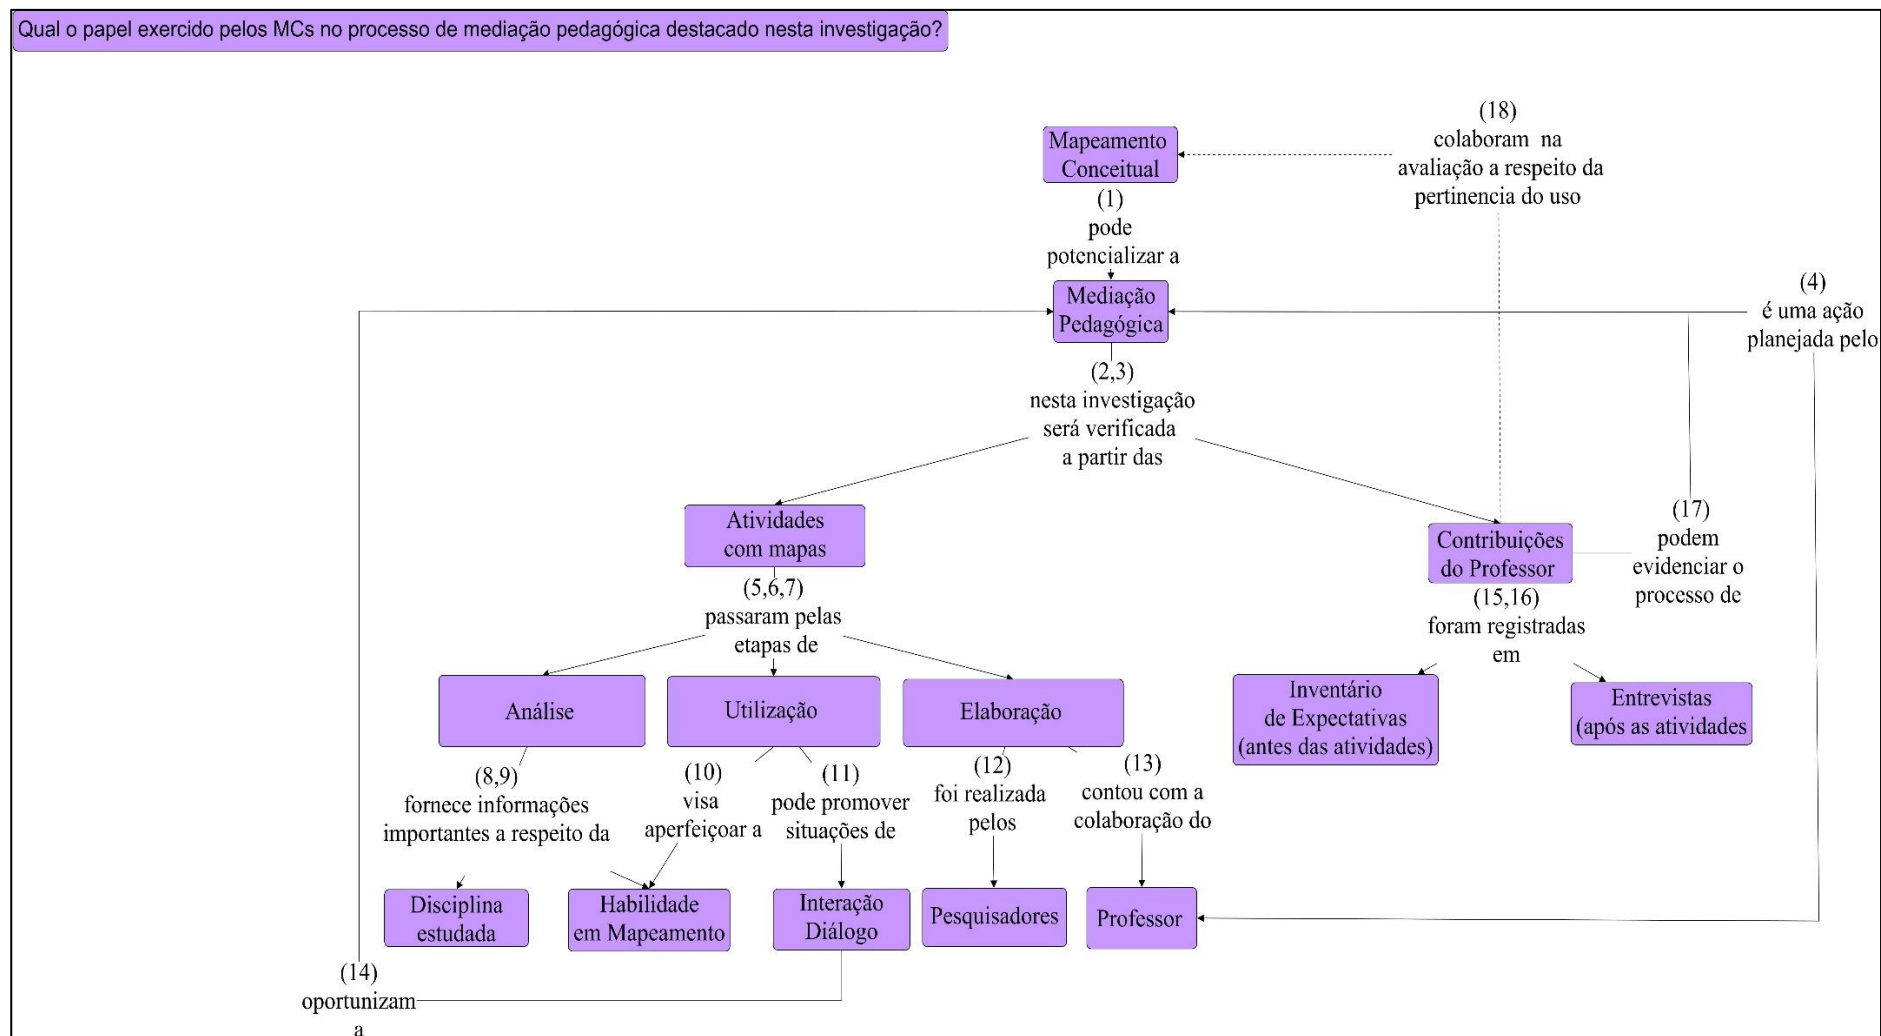 Qual o papel exercido pelos MCs no processo de mediação pedagógica destacado nesta investigação?
(18)
colaboram na
avaliação a respeito da
pertinencia do uso
Mapeamento
Conceitual
(1)
pode
potencializar a
Mediação
Pedagógica
(4)
é uma ação
planejada pelo
(2,3)
nesta investigação
será verificada
a partir das
Atividades
com mapas
Contribuições
do Professor
(17)
podem
evidenciar o
processo de
(5,6,7)
passaram pelas
etapas de
(15,16)
foram registradas
em
Análise
Utilização
Elaboração
Inventário
de Expectativas
(antes das atividades)
Entrevistas
(após as atividades
(8,9)
fornece informações
importantes a respeito da
(10)
visa
aperfeiçoar a
(11)
pode promover
situações de
(12)
foi realizada
pelos
(13)
contou com a
colaboração do
Disciplina
estudada
Habilidade
em Mapeamento
Interação
Diálogo
Pesquisadores
Professor
(14)
oportunizam
a